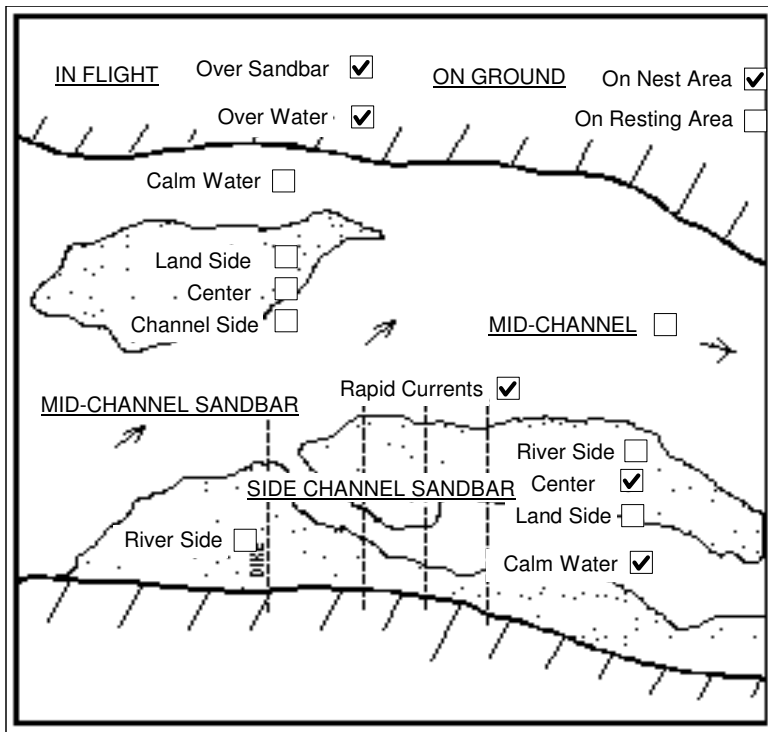 IN FLIGHT Over Sandbar ON GROUND On Nest Area
Over Water On Resting Area
Calm Water
Land Side
Center
Channel Side
MID-CHANNEL
Rapid Currents
MID-CHANNEL SANDBAR
River Side
SIDE CHANNEL SANDBAR Center
Land Side
River Side
DIKE
Calm Water